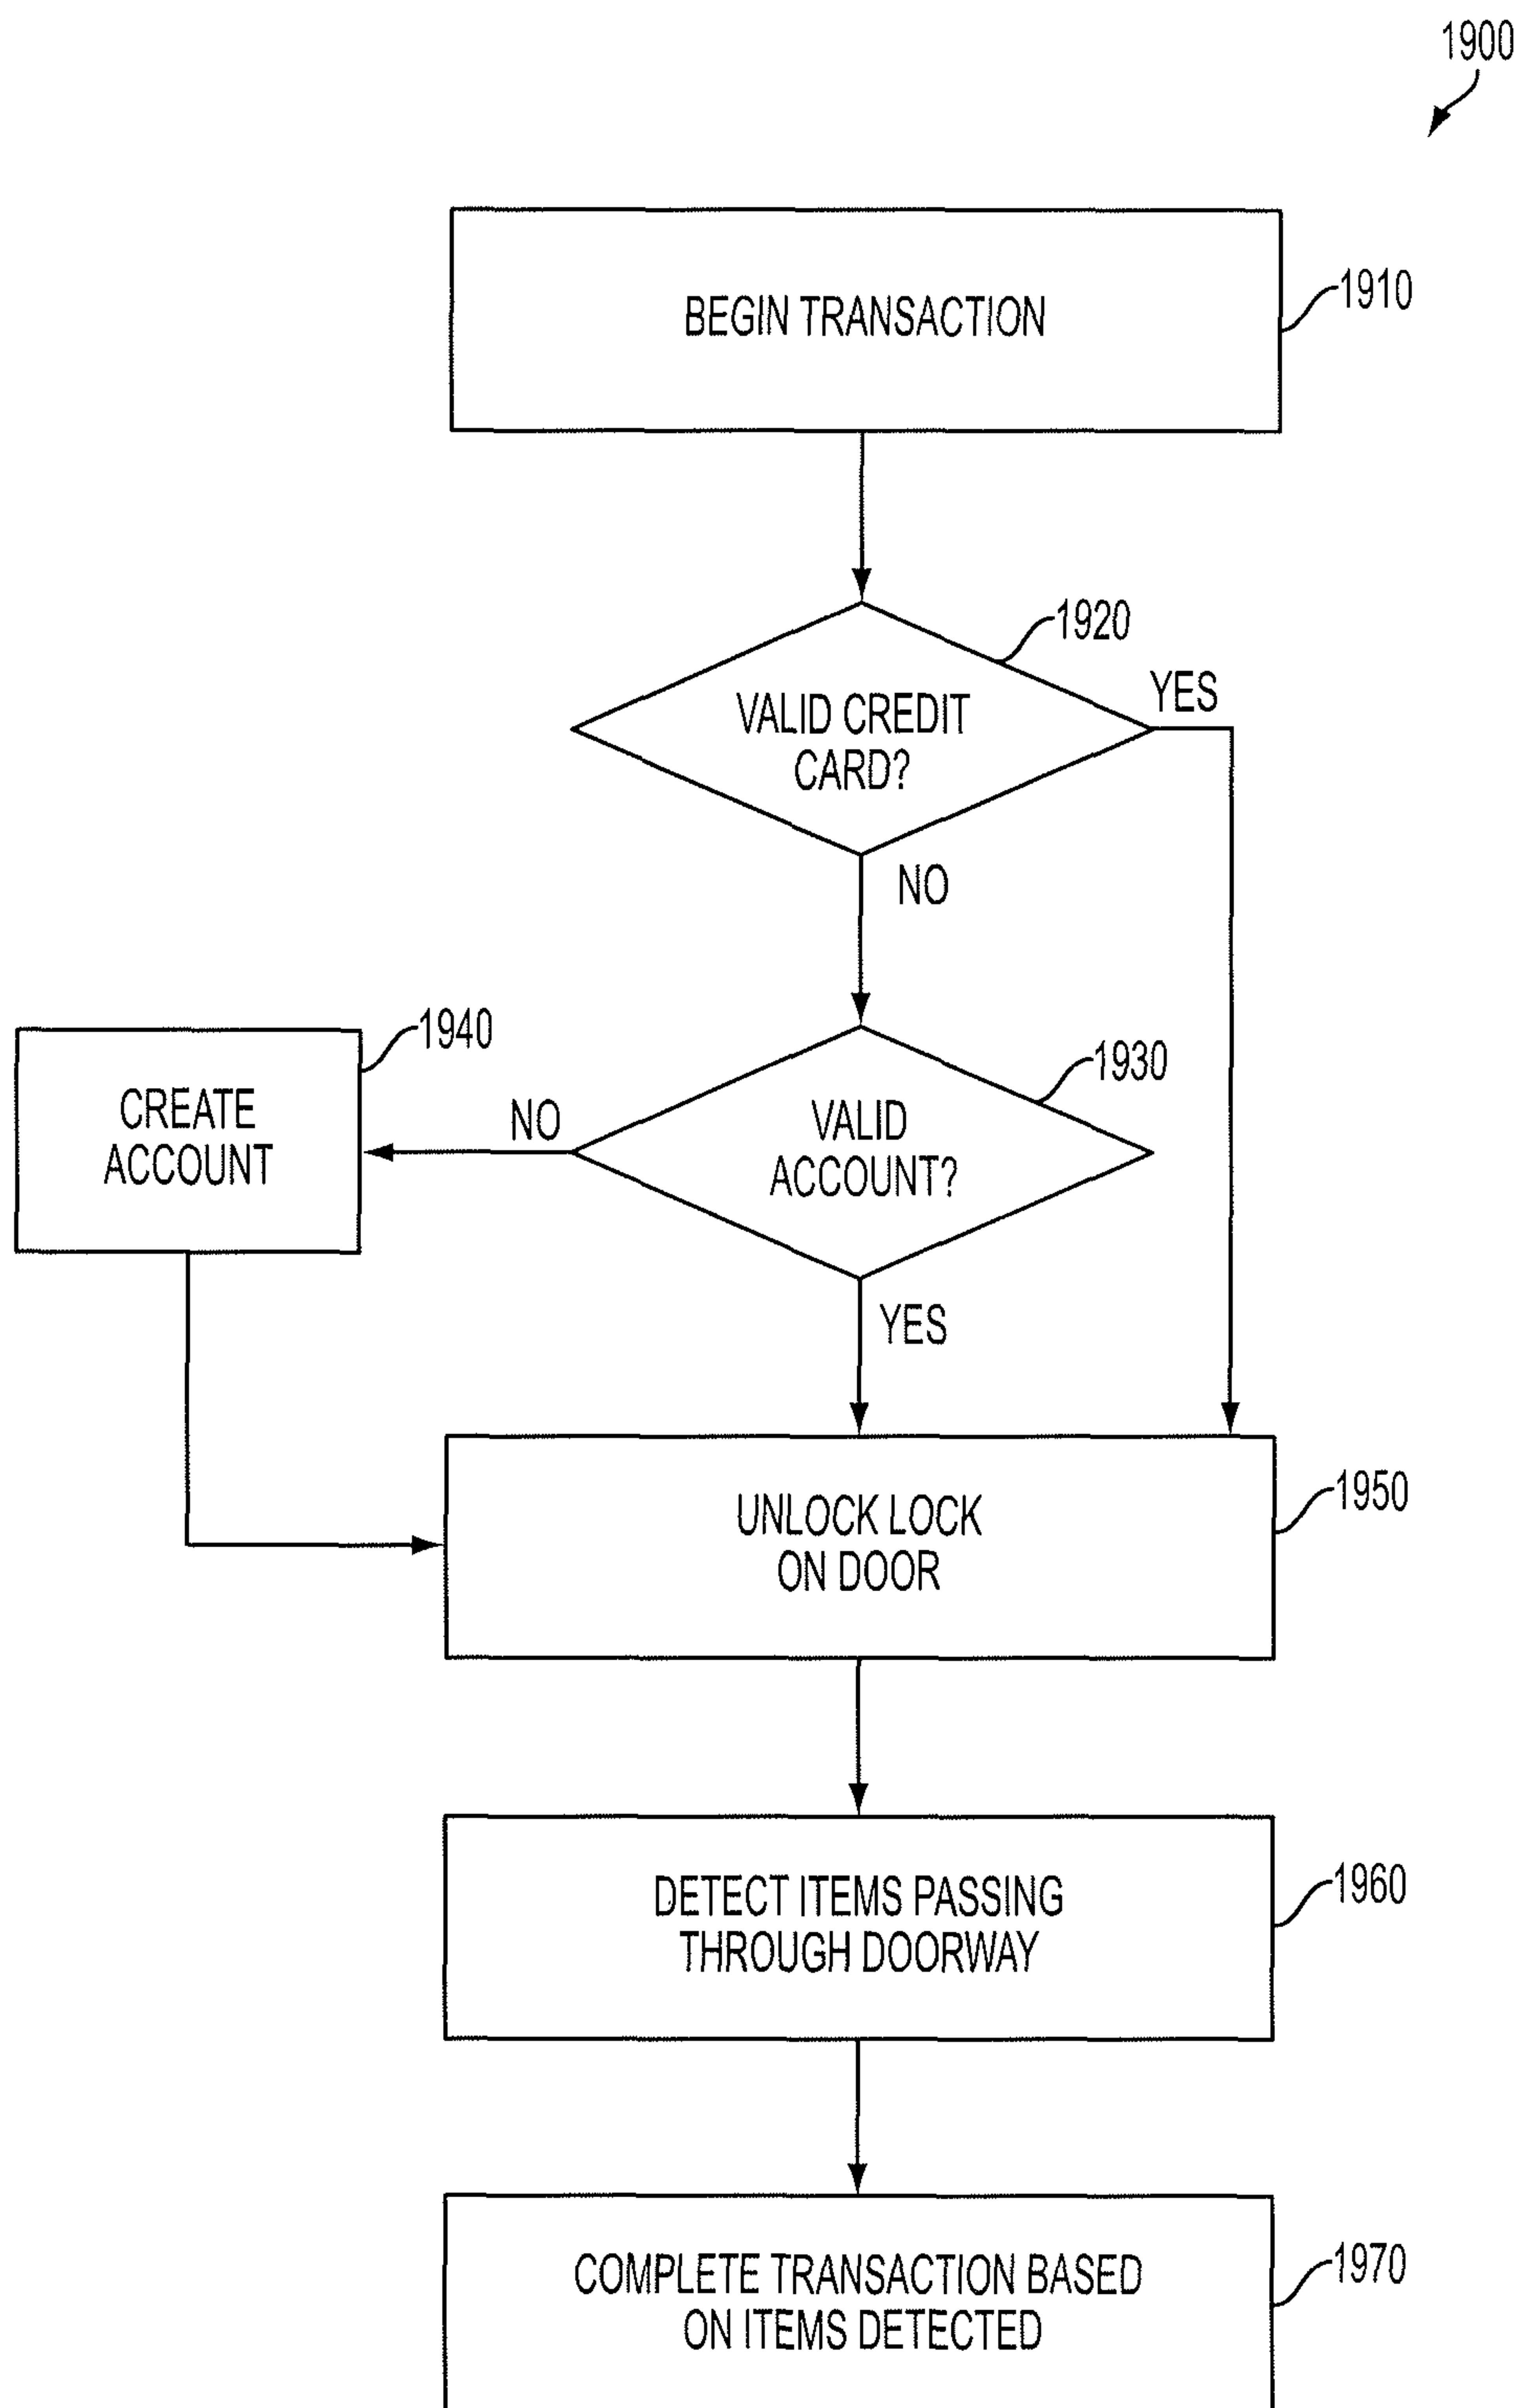 1900
BEGIN TRANSACTION
1910
1920
YES
VALID CREDIT
CARD?
NO
1940
CREATE
ACCOUNT
NO
1930
VALID
ACCOUNT?
YES
1950
UNLOCK LOCK
ON DOOR
1960
DETECT ITEMS PASSING
THROUGH DOORWAY
1970
COMPLETE TRANSACTION BASED
ON ITEMS DETECTED